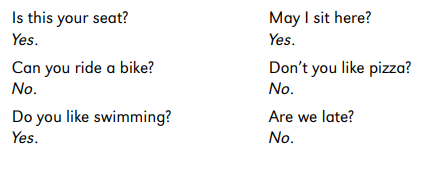 Is this your seat?
Yes.
Can you ride a bike?
No.
Do you like swimming?
Yes.
May I sit here?
Yes.
Don't you like pizza?
No.
Are we late?
No.